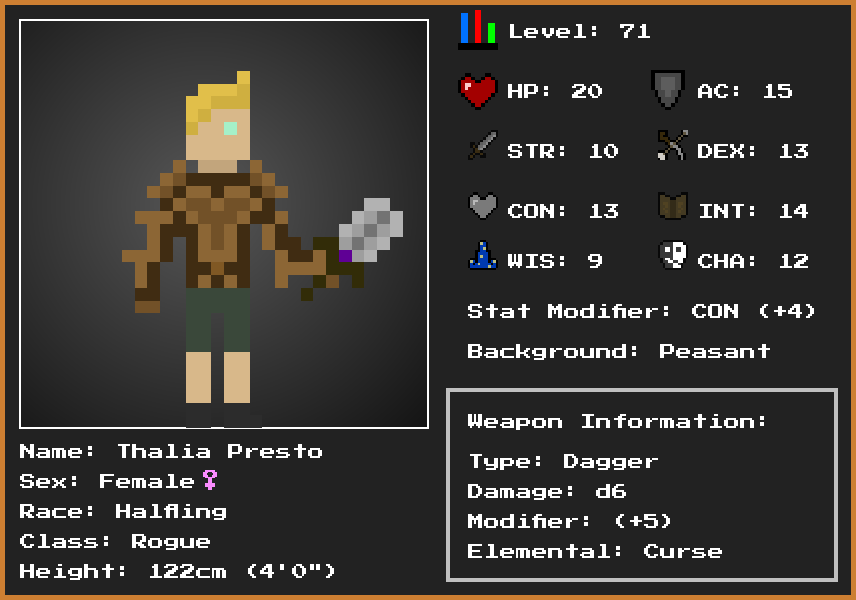 Level: 71
HP: 20 AC: 15
STR: 10 DEX: 13
CON: 13 INT: 14
WIS: 9 CHA: 12
Stat Modifier: CON (+4)
Background: Peasant
Weapon Information:
Type: Dagger
Damage: d6
Modifier: (+5)
Elemental: Curse
Name: Thalia Presto
Sex: Female♀
Race: Halfling
Class: Rogue
Height: 122cm (4'0")